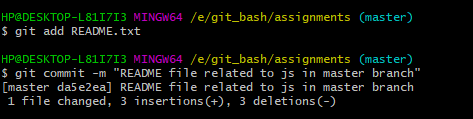 HP@DESKTOP-L81I7I3 MINGW64 /e/git_bash/assignments (master)
$ git add README.txt
HP@DESKTOP-L81I7I3 MINGW64 /e/git_bash/assignments (master)
$ git commit -m "README file related to js in master branch"
[master da5e2ea] README file related to js in master branch
1 file changed, 3 insertions(+), 3 deletions(-)